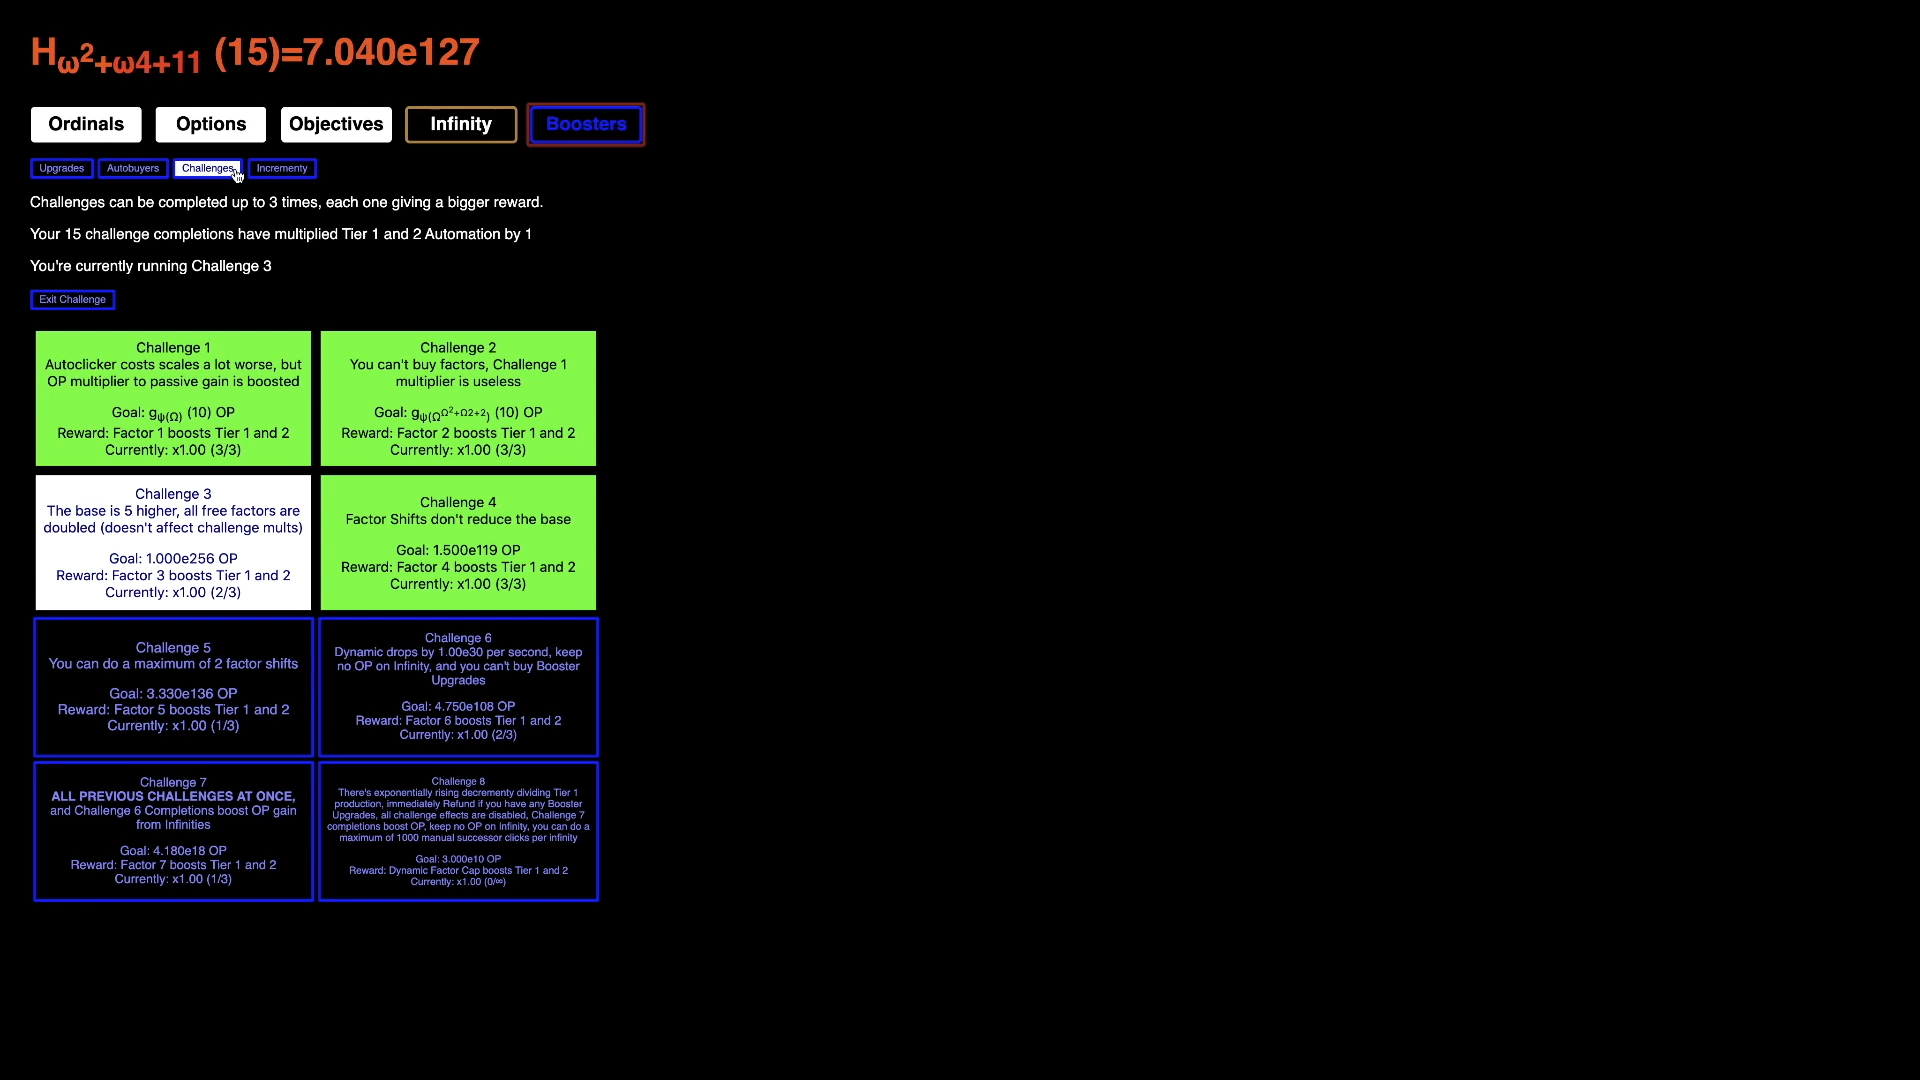 Hω²+ω4+11 (15)=7.040e127
Ordinals Options Objectives Infinity Boosters
Upgrades Autobuyers Challenges Incrementy
Challenges can be completed up to 3 times, each one giving a bigger reward.
Your 15 challenge completions have multiplied Tier 1 and 2 Automation by 1
You're currently running Challenge 3
Exit Challenge
Challenge 1
Autoclicker costs scales a lot worse, but
OP multiplier to passive gain is boosted
Goal: gψ(Ω) (10) OP
Reward: Factor 1 boosts Tier 1 and 2
Currently: x1.00 (3/3)
Challenge 2
You can't buy factors, Challenge 1
multiplier is useless
Goal: gψ(Ω^Ω²+Ω2+2) (10) OP
Reward: Factor 2 boosts Tier 1 and 2
Currently: x1.00 (3/3)
Challenge 3
The base is 5 higher, all free factors are
doubled (doesn't affect challenge mults)
Goal: 1.000e256 OP
Reward: Factor 3 boosts Tier 1 and 2
Currently: x1.00 (2/3)
Challenge 4
Factor Shifts don't reduce the base
Goal: 1.500e119 OP
Reward: Factor 4 boosts Tier 1 and 2
Currently: x1.00 (3/3)
Challenge 5
You can do a maximum of 2 factor shifts
Goal: 3.330e136 OP
Reward: Factor 5 boosts Tier 1 and 2
Currently: x1.00 (1/3)
Challenge 6
Dynamic drops by 1.00e30 per second, keep
no OP on Infinity, and you can't buy Booster
Upgrades
Goal: 4.750e108 OP
Reward: Factor 6 boosts Tier 1 and 2
Currently: x1.00 (2/3)
Challenge 7
ALL PREVIOUS CHALLENGES AT ONCE,
and Challenge 6 Completions boost OP gain
from Infinities
Goal: 4.180e18 OP
Reward: Factor 7 boosts Tier 1 and 2
Currently: x1.00 (1/3)
Challenge 8
There's exponentially rising decrementy dividing Tier 1
production, immediately Refund if you have any Booster
Upgrades, all challenge effects are disabled, Challenge 7
completions boost OP, keep no OP on Infinity, you can do a
maximum of 1000 manual successor clicks per infinity
Goal: 3.000e10 OP
Reward: Dynamic Factor Cap boosts Tier 1 and 2
Currently: x1.00 (0/∞)